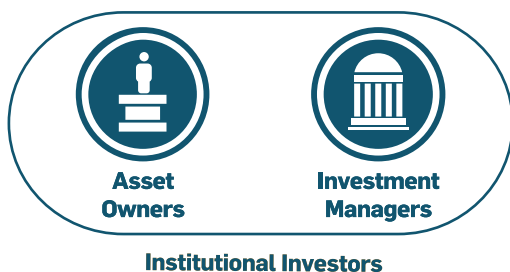 Asset
Owners
Investment
Managers
Institutional Investors